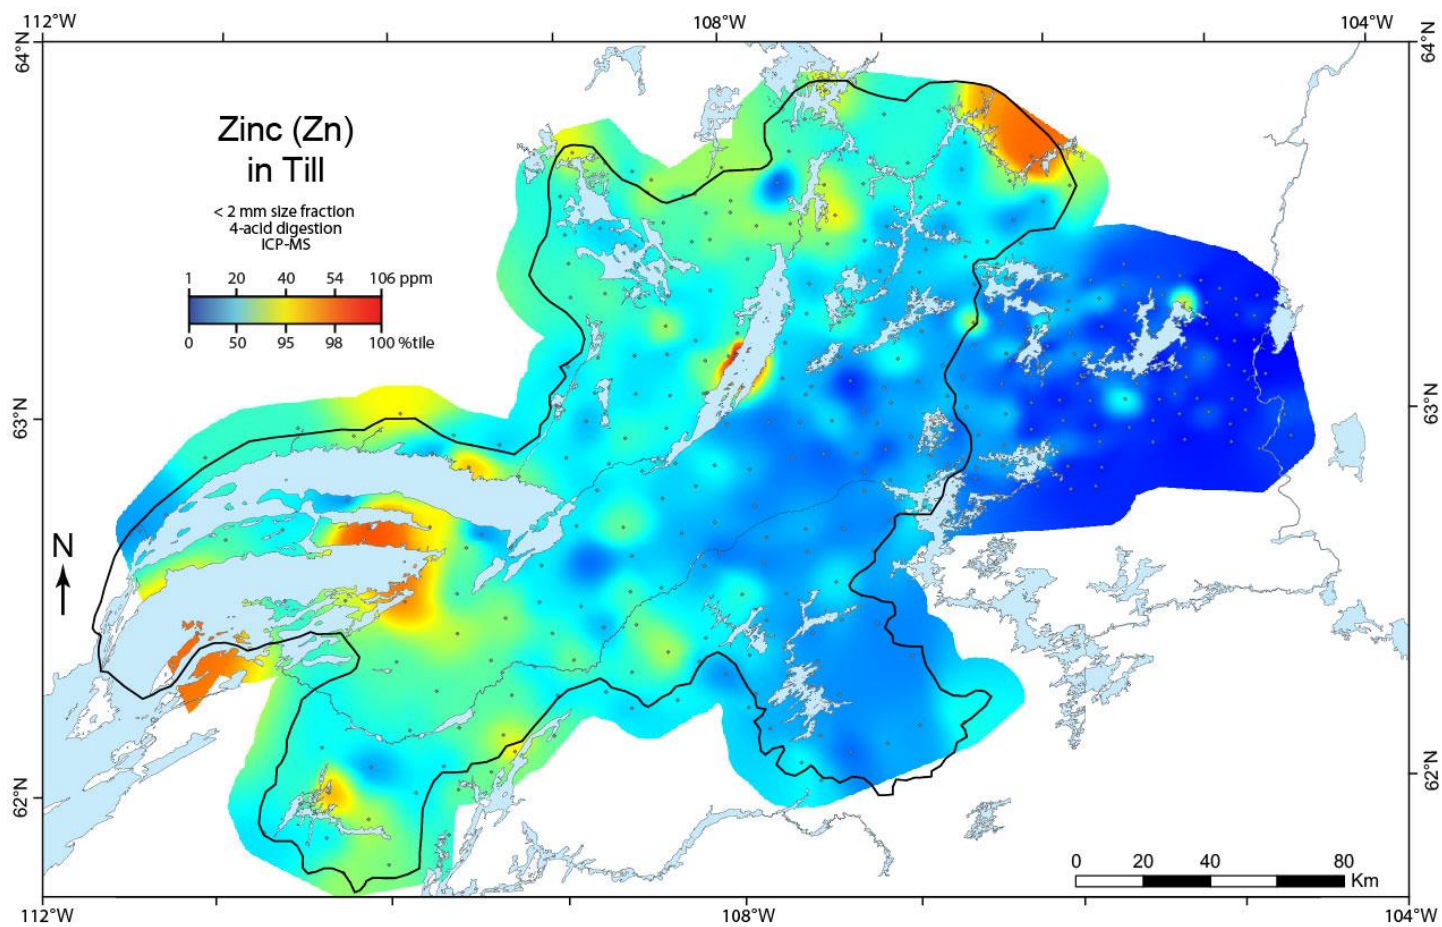 112°W 108°W 104°W
64°N 64°N
Zinc (Zn)
in Till
< 2 mm size fraction
4-acid digestion
ICP-MS
1 20 40 54 106 ppm
0 50 95 98 100 %tile
63°N 63°N
N
62°N 62°N
0 20 40 80
Km
112°W 108°W 104°W